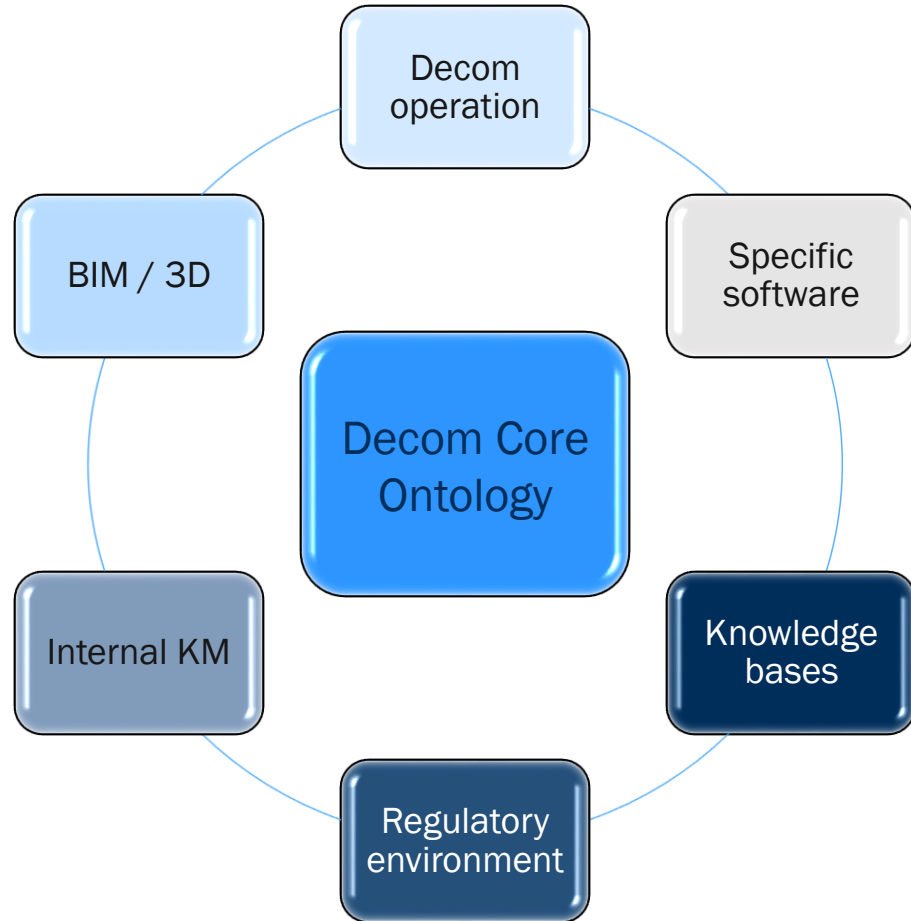 Decom
operation
BIM / 3D
Specific
software
Decom Core
Ontology
Internal KM
Knowledge
bases
Regulatory
environment